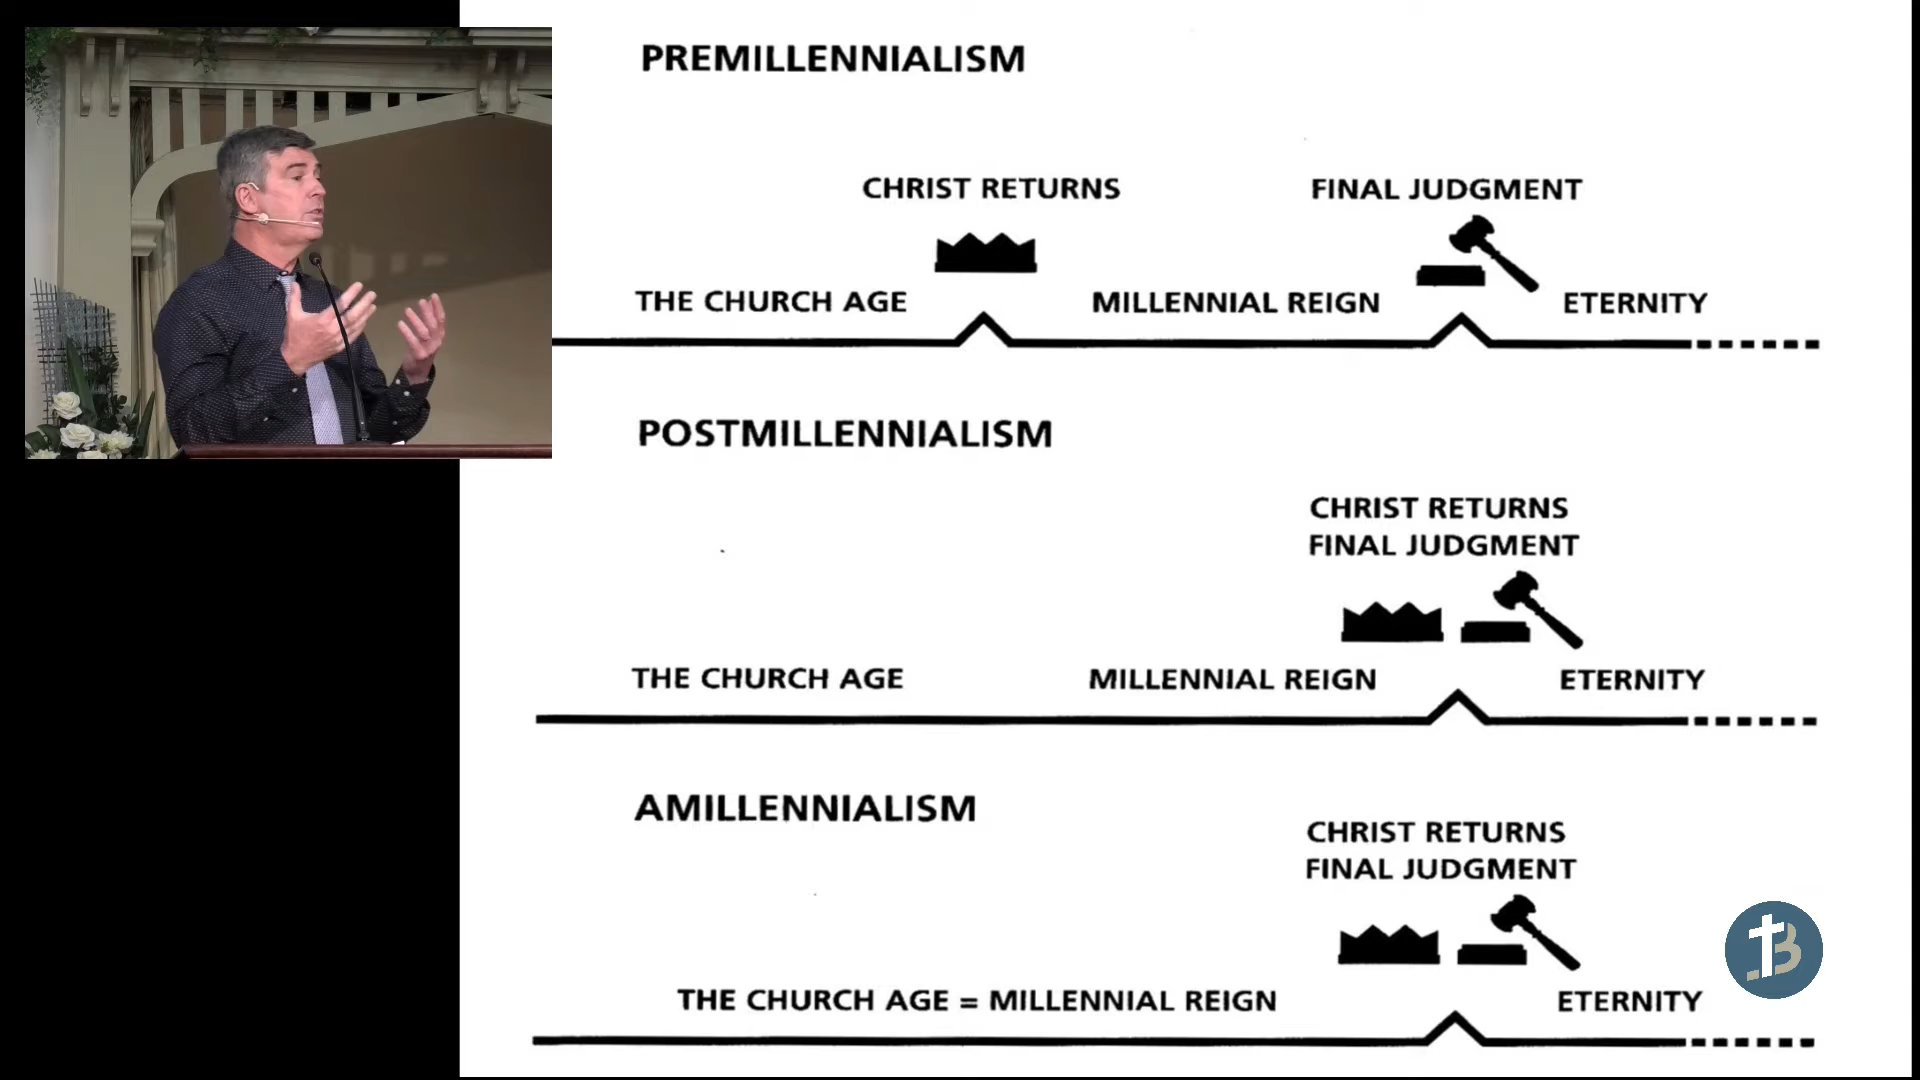 PREMILLENNIALISM
CHRIST RETURNS
FINAL JUDGMENT
THE CHURCH AGE
MILLENNIAL REIGN
ETERNITY
POSTMILLENNIALISM
CHRIST RETURNS
FINAL JUDGMENT
THE CHURCH AGE
MILLENNIAL REIGN
ETERNITY
AMILLENNIALISM
CHRIST RETURNS
FINAL JUDGMENT
THE CHURCH AGE = MILLENNIAL REIGN
ETERNITY